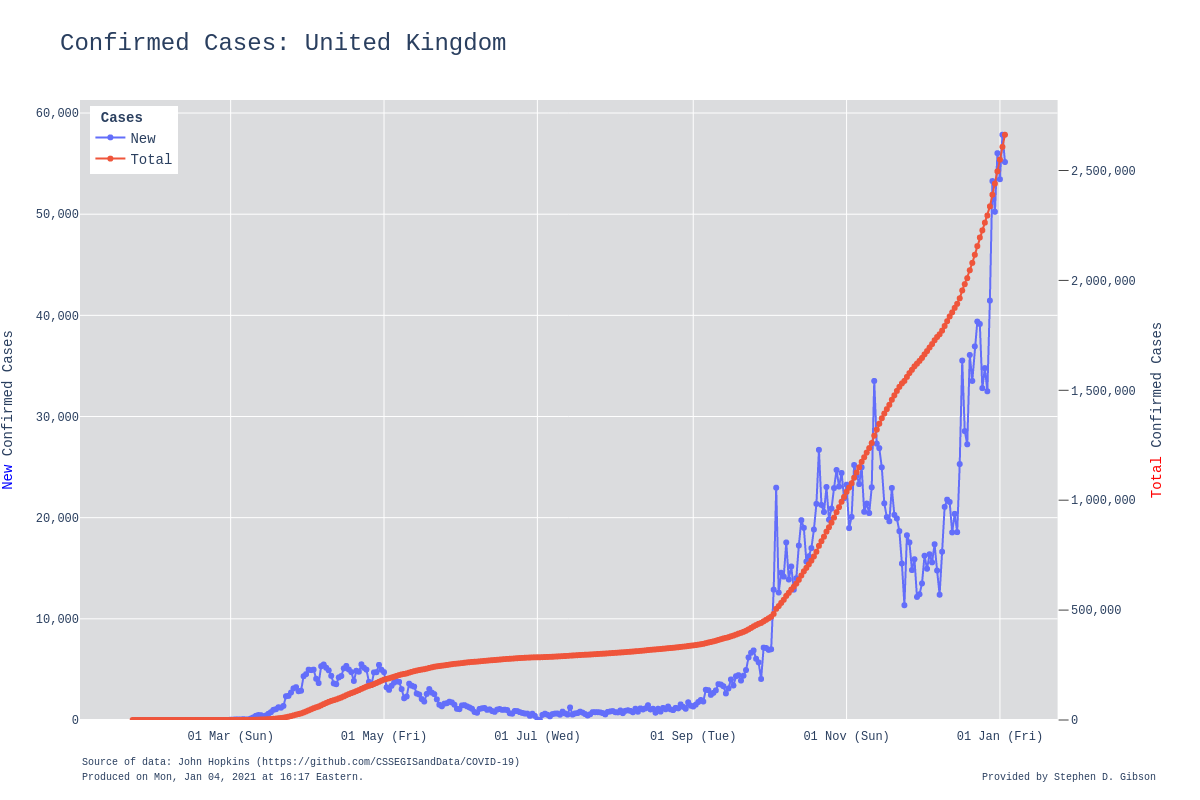 Confirmed Cases: United Kingdom
Cases
New
Total
60,000
50,000
40,000
30,000
20,000
10,000
0
New Confirmed Cases
2,500,000
2,000,000
1,500,000
1,000,000
500,000
0
Total Confirmed Cases
01 Mar (Sun)
01 May (Fri)
01 Jul (Wed)
01 Sep (Tue)
01 Nov (Sun)
01 Jan (Fri)
Source of data: John Hopkins (https://github.com/CSSEGISandData/COVID-19)
Produced on Mon, Jan 04, 2021 at 16:17 Eastern.
Provided by Stephen D. Gibson